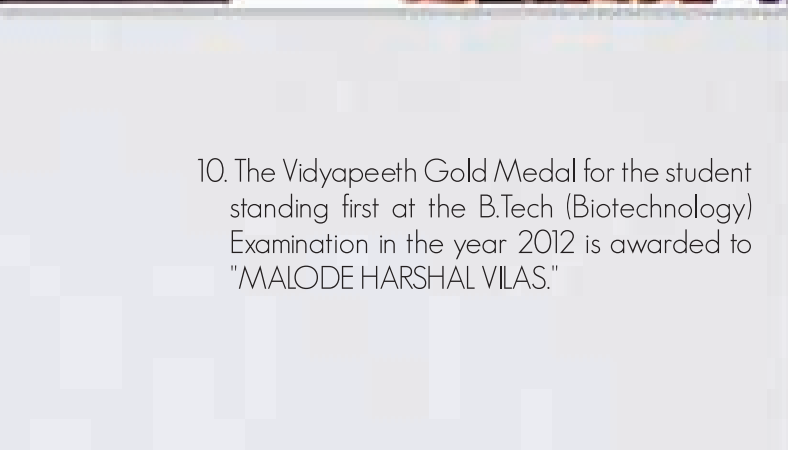 10. The Vidyapeeth Gold Medal for the student
standing first at the B.Tech (Biotechnology)
Examination in the year 2012 is awarded to
"MALODE HARSHAL VILAS."